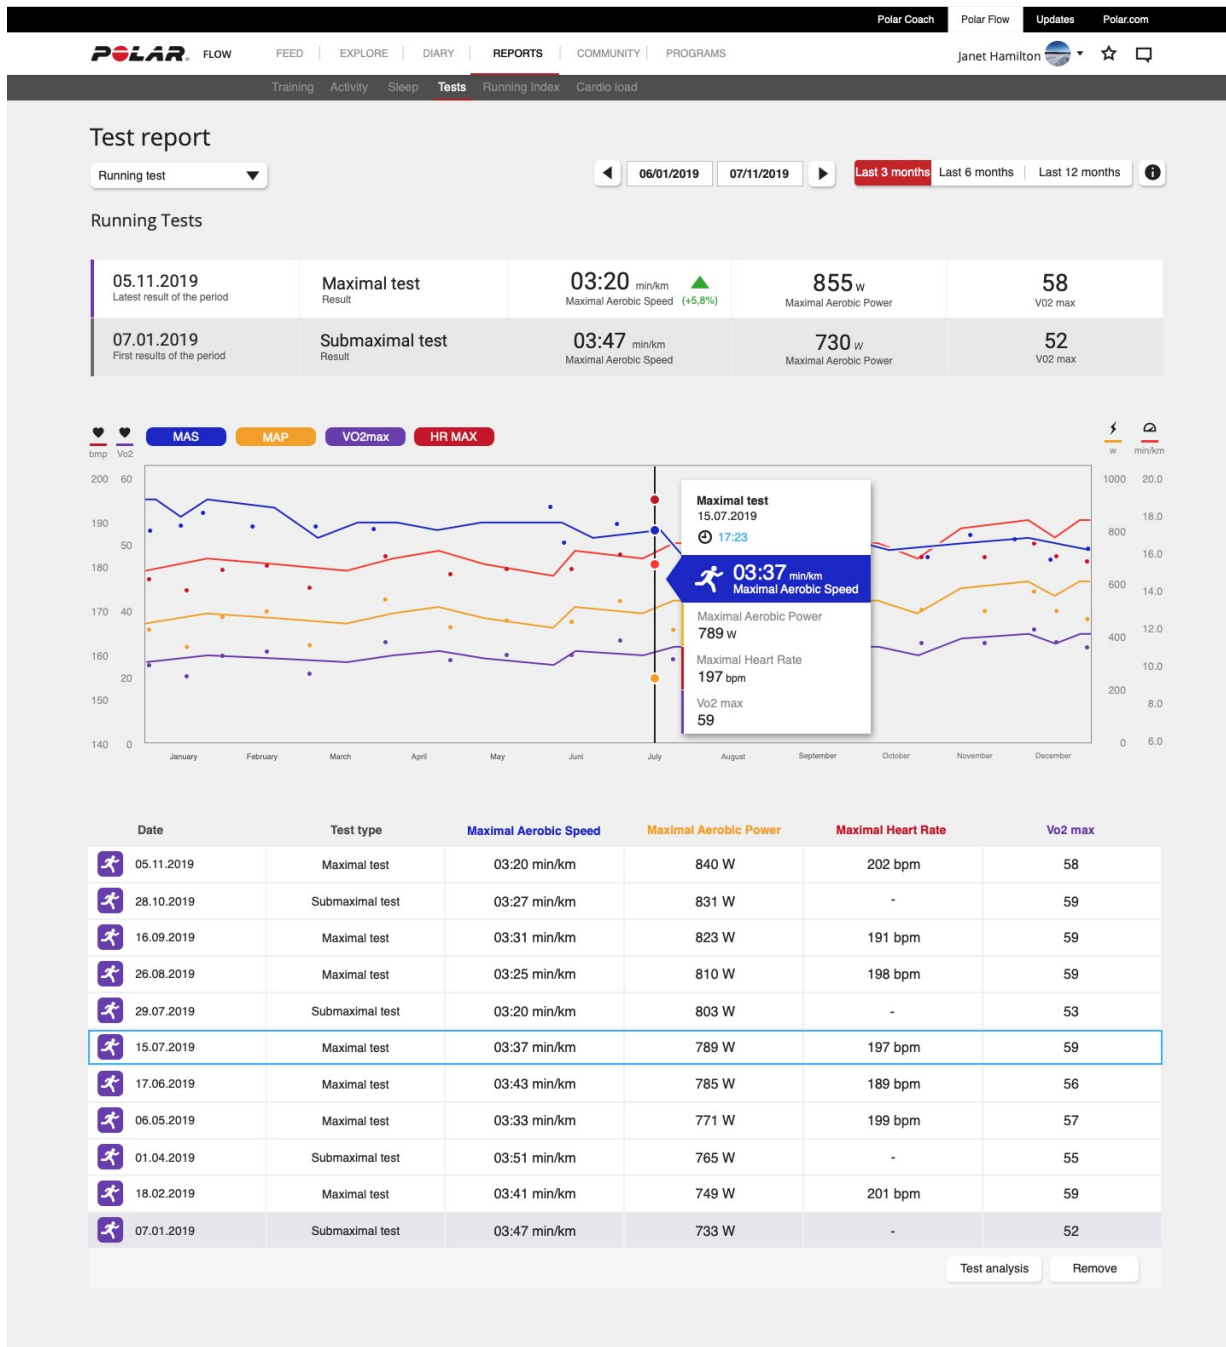 Polar Coach Polar Flow Updates Polar.com
POLAR. FLOW FEED EXPLORE DIARY REPORTS COMMUNITY PROGRAMS Janet Hamilton
Training Activity Sleep Tests Running Index Cardio load
Test report
Running test 06/01/2019 07/11/2019 Last 3 months Last 6 months Last 12 months
Running Tests
05.11.2019 Maximal test 03:20 min/km 855 w 58
Latest result of the period Result Maximal Aerobic Speed (+5,8%) Maximal Aerobic Power V02 max
07.01.2019 Submaximal test 03:47 min/km 730 w 52
First results of the period Result Maximal Aerobic Speed Maximal Aerobic Power V02 max
MAS MAP VO2max HR MAX
bmp Vo2 w min/km
200 60 1000 20.0
Maximal test
15.07.2019
190 18.0
800
17:23
50
180 16.0
03:37 min/km
600
Maximal Aerobic Speed
14.0
170 40
Maximal Aerobic Power
12.0
789 w
400
160
Maximal Heart Rate
10.0
197 bpm
20
200
150
Vo2 max
8.0
59
140 0 0 6.0
January February March April May Juni July August September October November December
Date Test type Maximal Aerobic Speed Maximal Aerobic Power Maximal Heart Rate Vo2 max
05.11.2019 Maximal test 03:20 min/km 840 W 202 bpm 58
28.10.2019 Submaximal test 03:27 min/km 831 W - 59
16.09.2019 Maximal test 03:31 min/km 823 W 191 bpm 59
26.08.2019 Maximal test 03:25 min/km 810 W 198 bpm 59
29.07.2019 Submaximal test 03:20 min/km 803 W - 53
15.07.2019 Maximal test 03:37 min/km 789 W 197 bpm 59
17.06.2019 Maximal test 03:43 min/km 785 W 189 bpm 56
06.05.2019 Maximal test 03:33 min/km 771 W 199 bpm 57
01.04.2019 Submaximal test 03:51 min/km 765 W - 55
18.02.2019 Maximal test 03:41 min/km 749 W 201 bpm 59
07.01.2019 Submaximal test 03:47 min/km 733 W - 52
Test analysis Remove